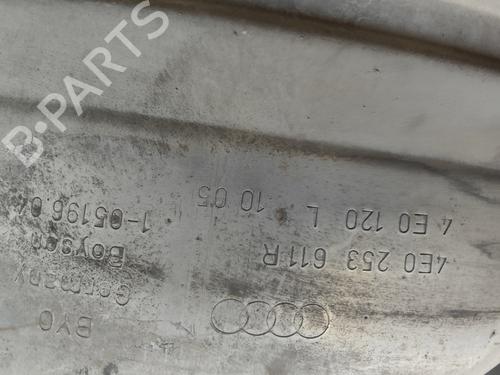 BYO
Germany
Boysen
1-05196.04
4E0 253 611 R
4 E0 120 L 10 05
B-PARTS